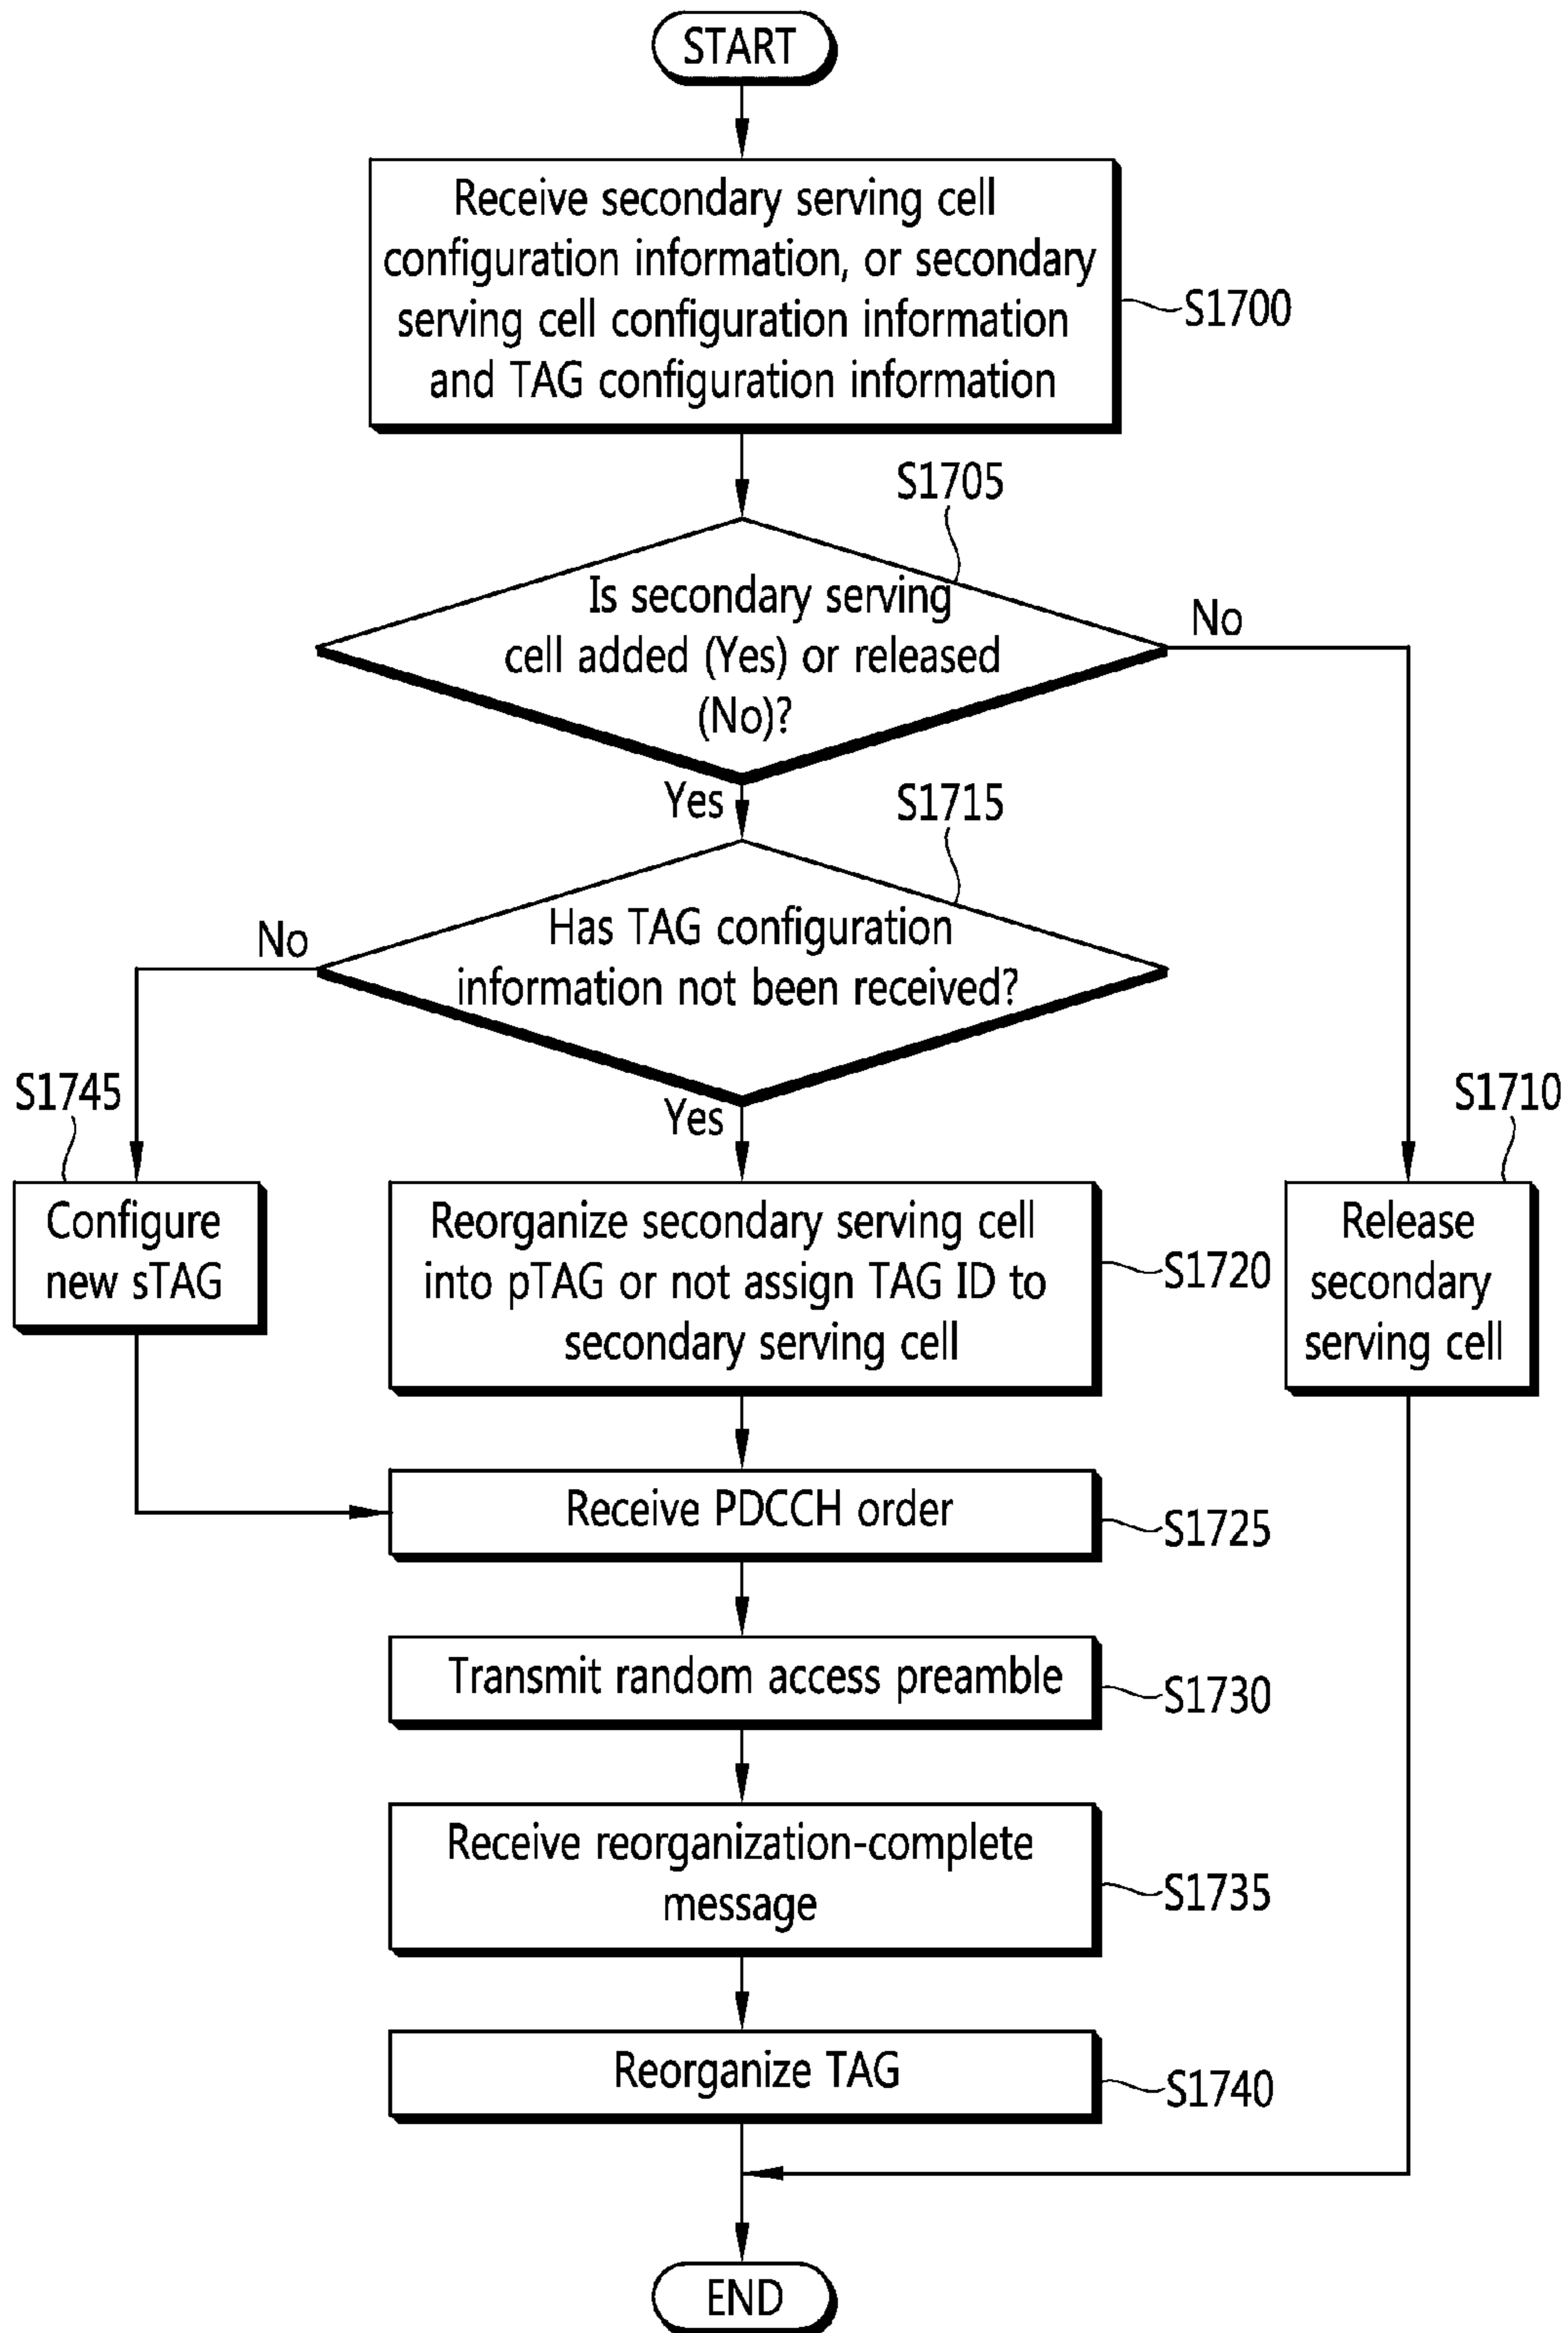 START
Receive secondary serving cell
configuration information, or secondary
serving cell configuration information
and TAG configuration information
S1700
S1705
Is secondary serving
cell added (Yes) or released
(No)?
No
Yes
S1715
Has TAG configuration
information not been received?
No
Yes
S1745
Configure
new sTAG
Reorganize secondary serving cell
into pTAG or not assign TAG ID to
secondary serving cell
S1720
S1710
Release
secondary
serving cell
Receive PDCCH order
S1725
Transmit random access preamble
S1730
Receive reorganization-complete
message
S1735
Reorganize TAG
S1740
END